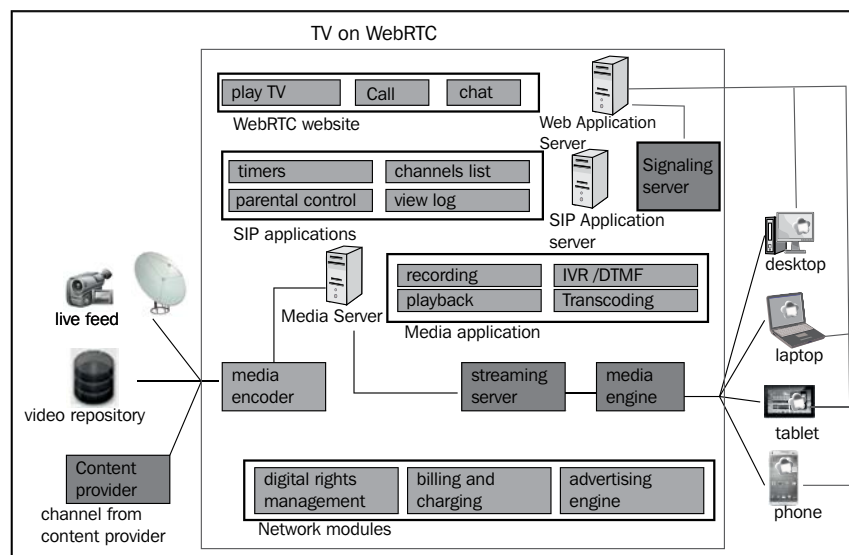 TV on WebRTC
play TV
Call
chat
WebRTC website
Web Application
Server
timers
channels list
parental control
view log
SIP applications
SIP Application
server
Signaling
server
desktop
recording
IVR /DTMF
playback
Transcoding
Media application
Media Server
live feed
laptop
video repository
media
encoder
streaming
server
media
engine
tablet
Content
provider
channel from
content provider
digital rights
management
billing and
charging
advertising
engine
Network modules
phone